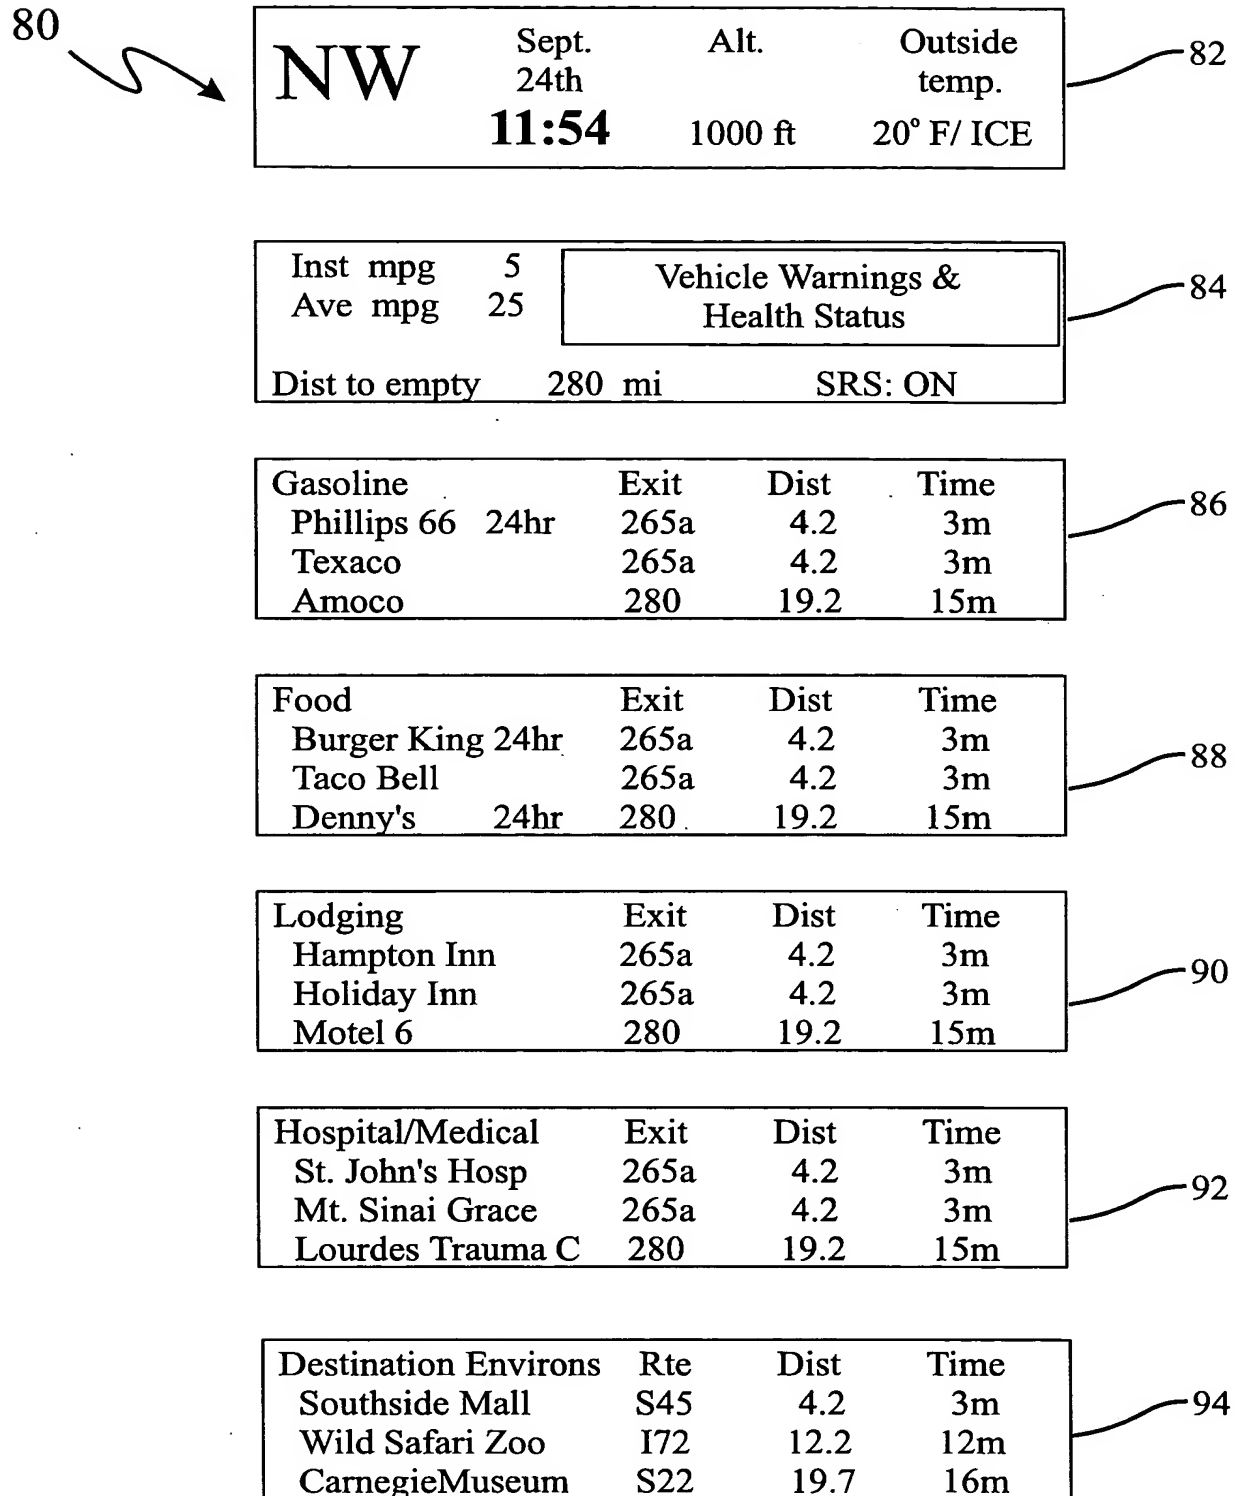 80
NW Sept. 24th 11:54 Alt. 1000 ft Outside temp. 20° F/ ICE
82
Inst mpg 5
Ave mpg 25
Vehicle Warnings &
Health Status
84
Dist to empty 280 mi SRS: ON
Gasoline Exit Dist Time
86
Phillips 66 24hr 265a 4.2 3m
Texaco 265a 4.2 3m
Amoco 280 19.2 15m
Food Exit Dist Time
Burger King 24hr 265a 4.2 3m
88
Taco Bell 265a 4.2 3m
Denny's 24hr 280 19.2 15m
Lodging Exit Dist Time
Hampton Inn 265a 4.2 3m
90
Holiday Inn 265a 4.2 3m
Motel 6 280 19.2 15m
Hospital/Medical Exit Dist Time
St. John's Hosp 265a 4.2 3m
92
Mt. Sinai Grace 265a 4.2 3m
Lourdes Trauma C 280 19.2 15m
Destination Environs Rte Dist Time
Southside Mall S45 4.2 3m
94
Wild Safari Zoo I72 12.2 12m
CarnegieMuseum S22 19.7 16m